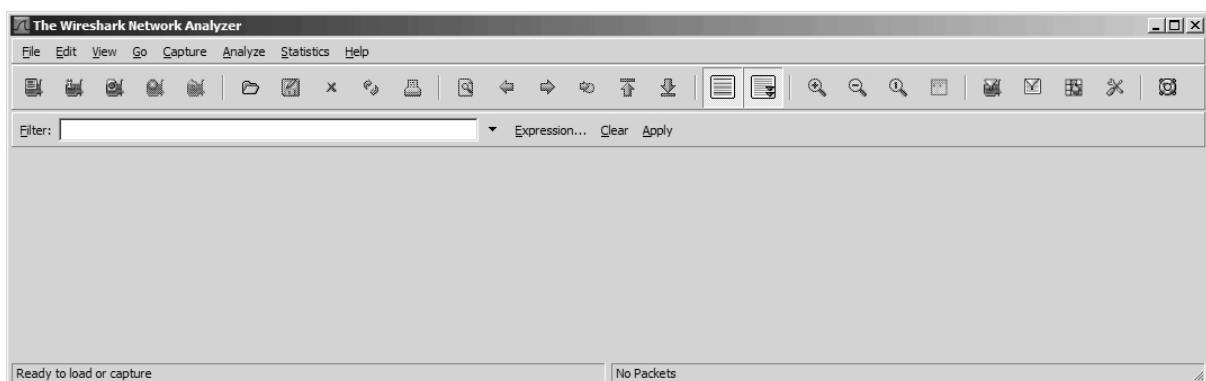 The Wireshark Network Analyzer
File Edit View Go Capture Analyze Statistics Help
Filter: Expression... Clear Apply
Ready to load or capture No Packets